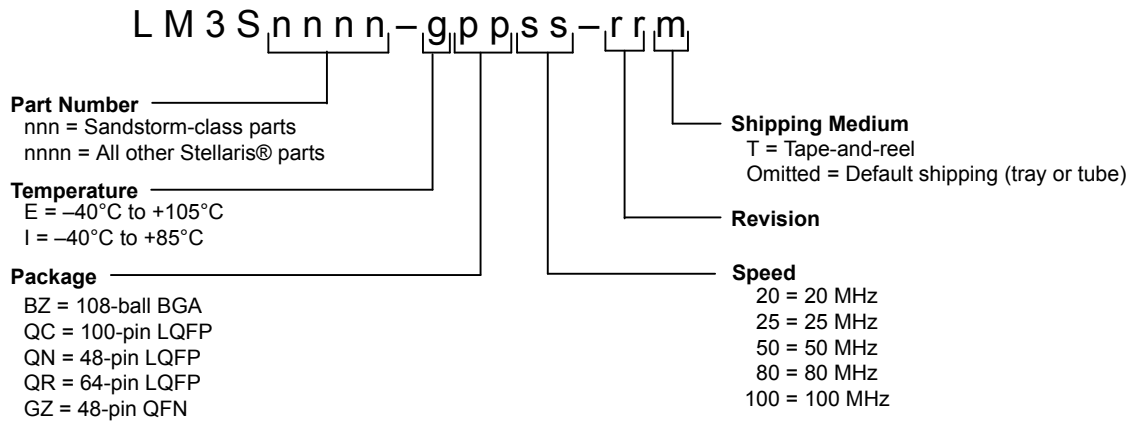 LM3Snnnn–gppss–rrm
Part Number
nnn = Sandstorm-class parts
nnnn = All other Stellaris® parts
Temperature
E = –40°C to +105°C
I = –40°C to +85°C
Package
BZ = 108-ball BGA
QC = 100-pin LQFP
QN = 48-pin LQFP
QR = 64-pin LQFP
GZ = 48-pin QFN
Shipping Medium
T = Tape-and-reel
Omitted = Default shipping (tray or tube)
Revision
Speed
20 = 20 MHz
25 = 25 MHz
50 = 50 MHz
80 = 80 MHz
100 = 100 MHz